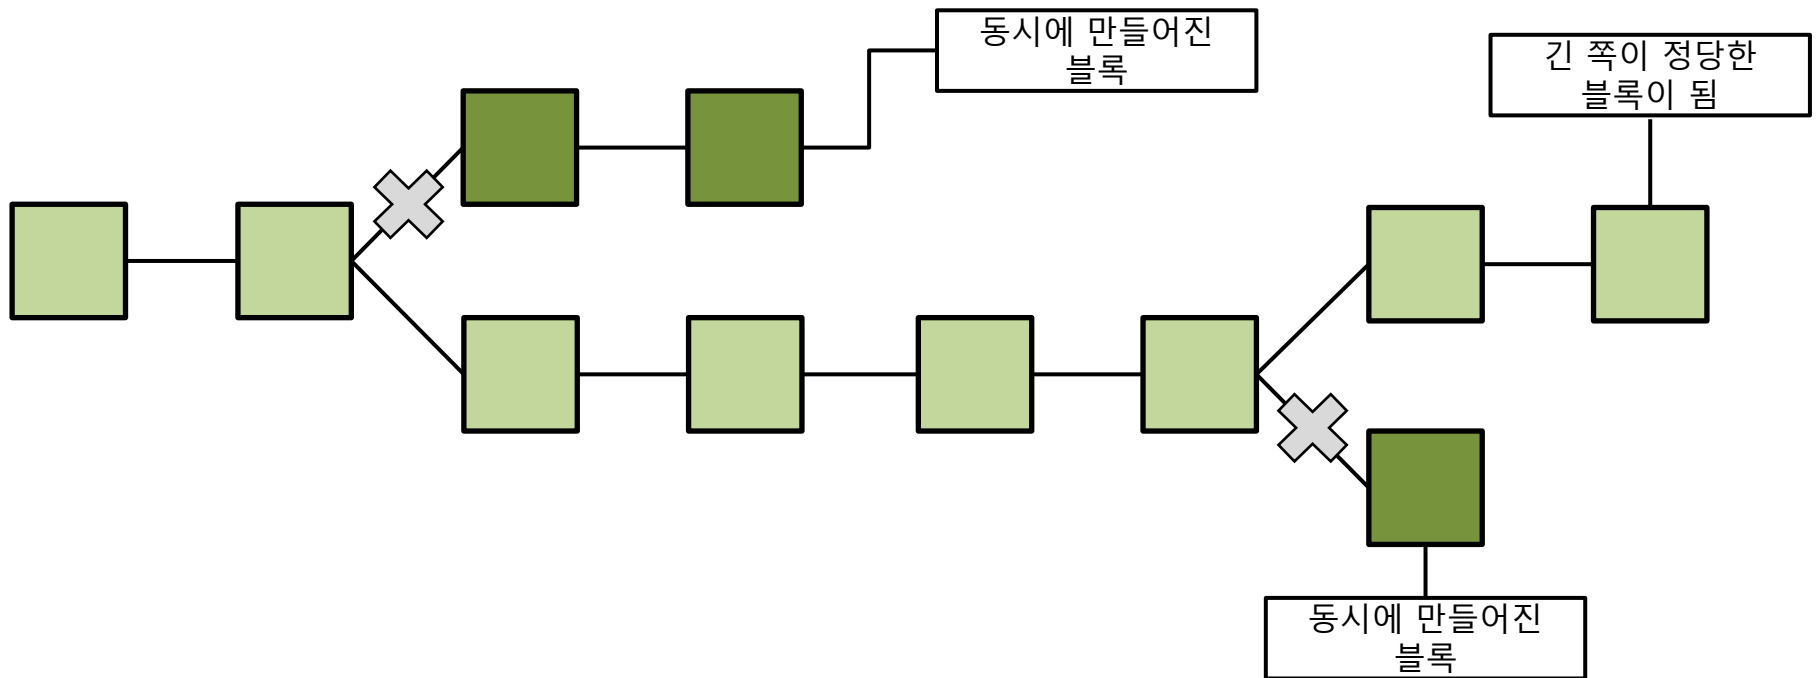 동시에 만들어진
블록
긴 쪽이 정당한
블록이 됨
동시에 만들어진
블록